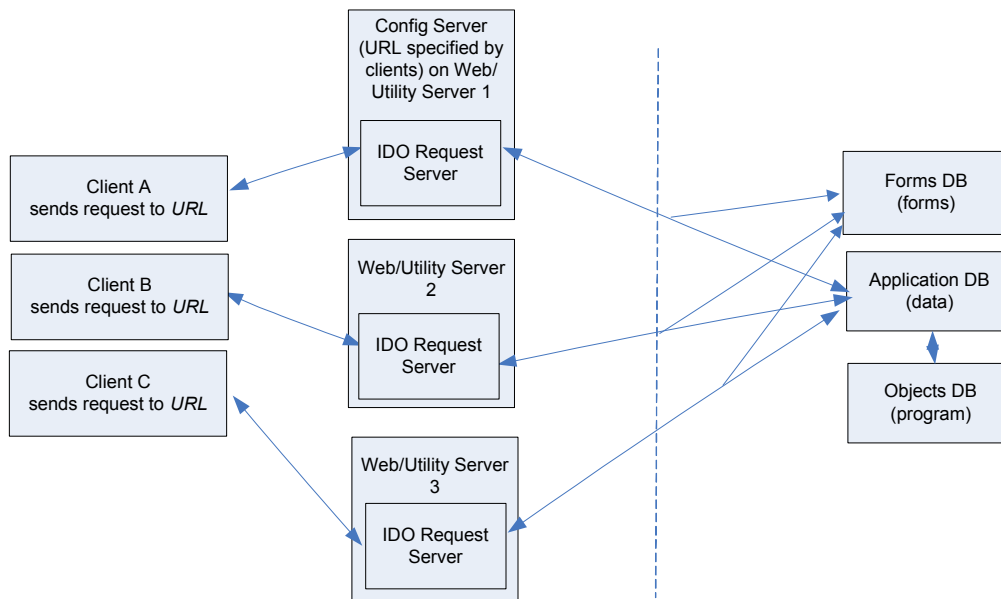 Config Server
(URL specified by
clients) on Web/
Utility Server 1
IDO Request
Server
Client A
sends request to URL
Client B
sends request to URL
Client C
sends request to URL
Web/Utility Server
2
IDO Request
Server
Web/Utility Server
3
IDO Request
Server
Forms DB
(forms)
Application DB
(data)
Objects DB
(program)